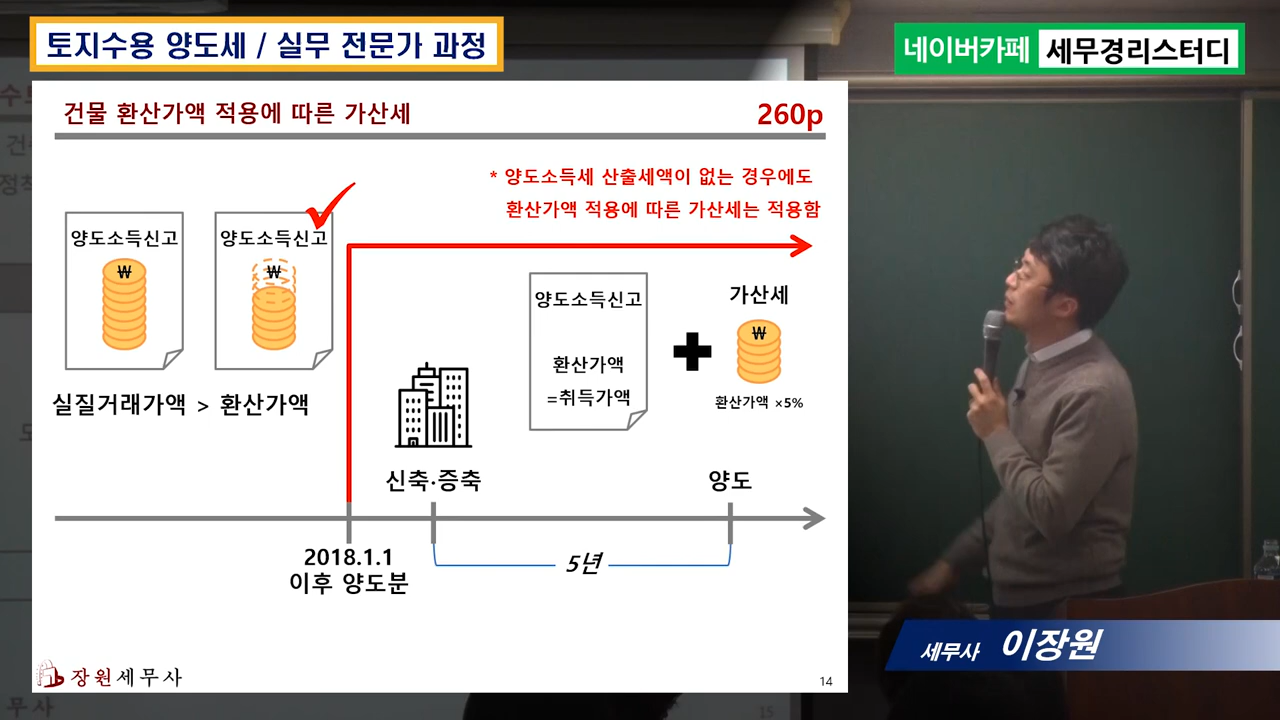 토지수용 양도세 / 실무 전문가 과정
네이버카페 세무경리스터디
건물 환산가액 적용에 따른 가산세
260p
* 양도소득세 산출세액이 없는 경우에도
환산가액 적용에 따른 가산세는 적용함
양도소득신고
₩
양도소득신고
₩
실질거래가액 > 환산가액
양도소득신고
환산가액
=취득가액
가산세
₩
환산가액 ×5%
신축·증축
양도
2018.1.1
이후 양도분
5년
장원세무사
14
세무사 이장원
무사
15